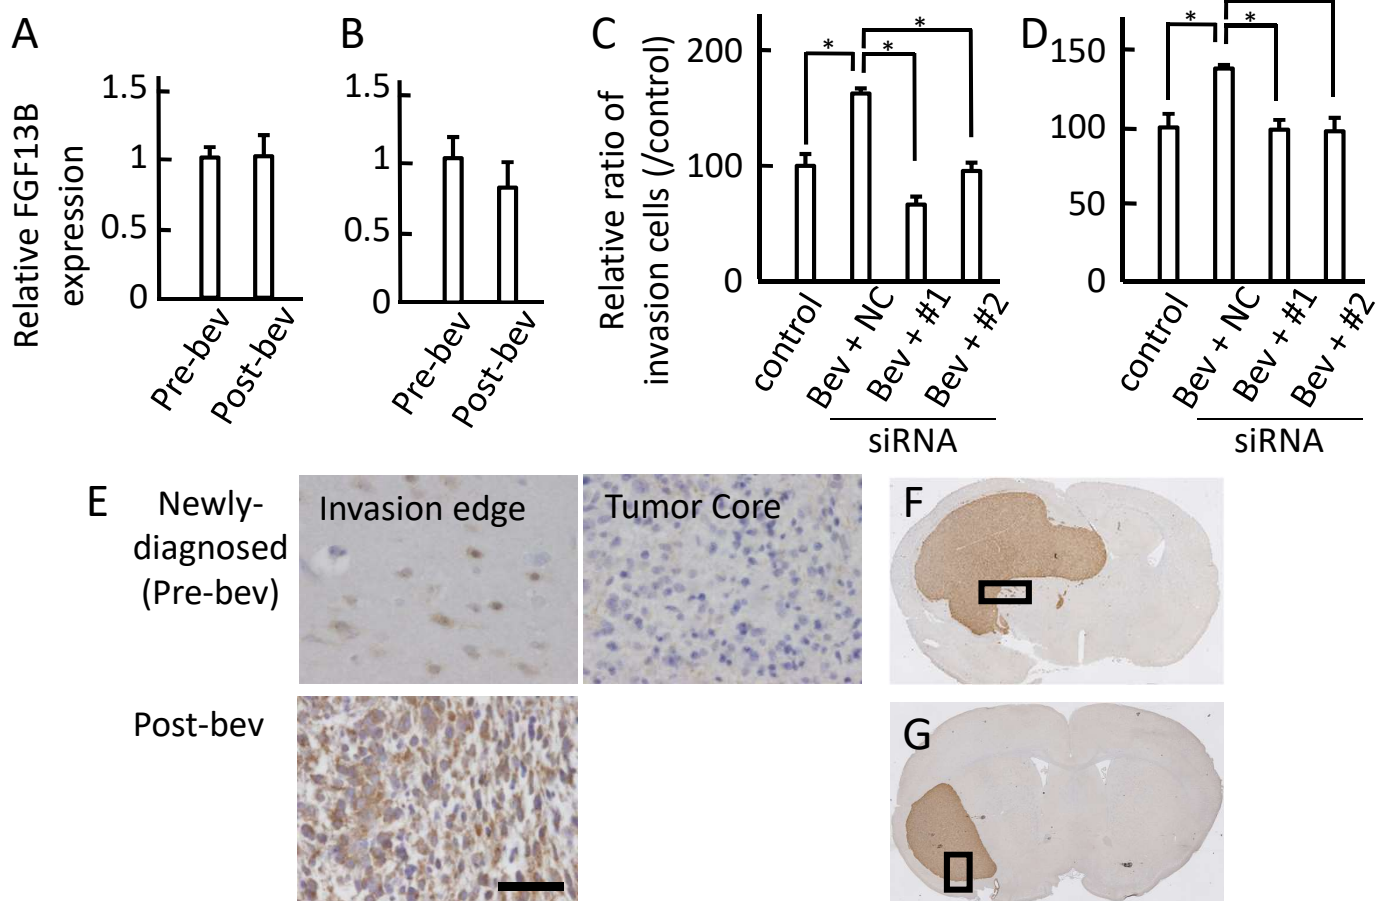 A
Relative FGF13B
expression
1.5
1
0.5
0
Pre-bev
Post-bev
B
1.5
1
0.5
0
Pre-bev
Post-bev
C
Relative ratio of
invasion cells (/control)
200
100
0
* * *
control
Bev + NC
Bev + #1
Bev + #2
siRNA
D
150
100
50
0
* *
control
Bev + NC
Bev + #1
Bev + #2
siRNA
E
Newly-
diagnosed
(Pre-bev)
Invasion edge
Tumor Core
Post-bev
F
G